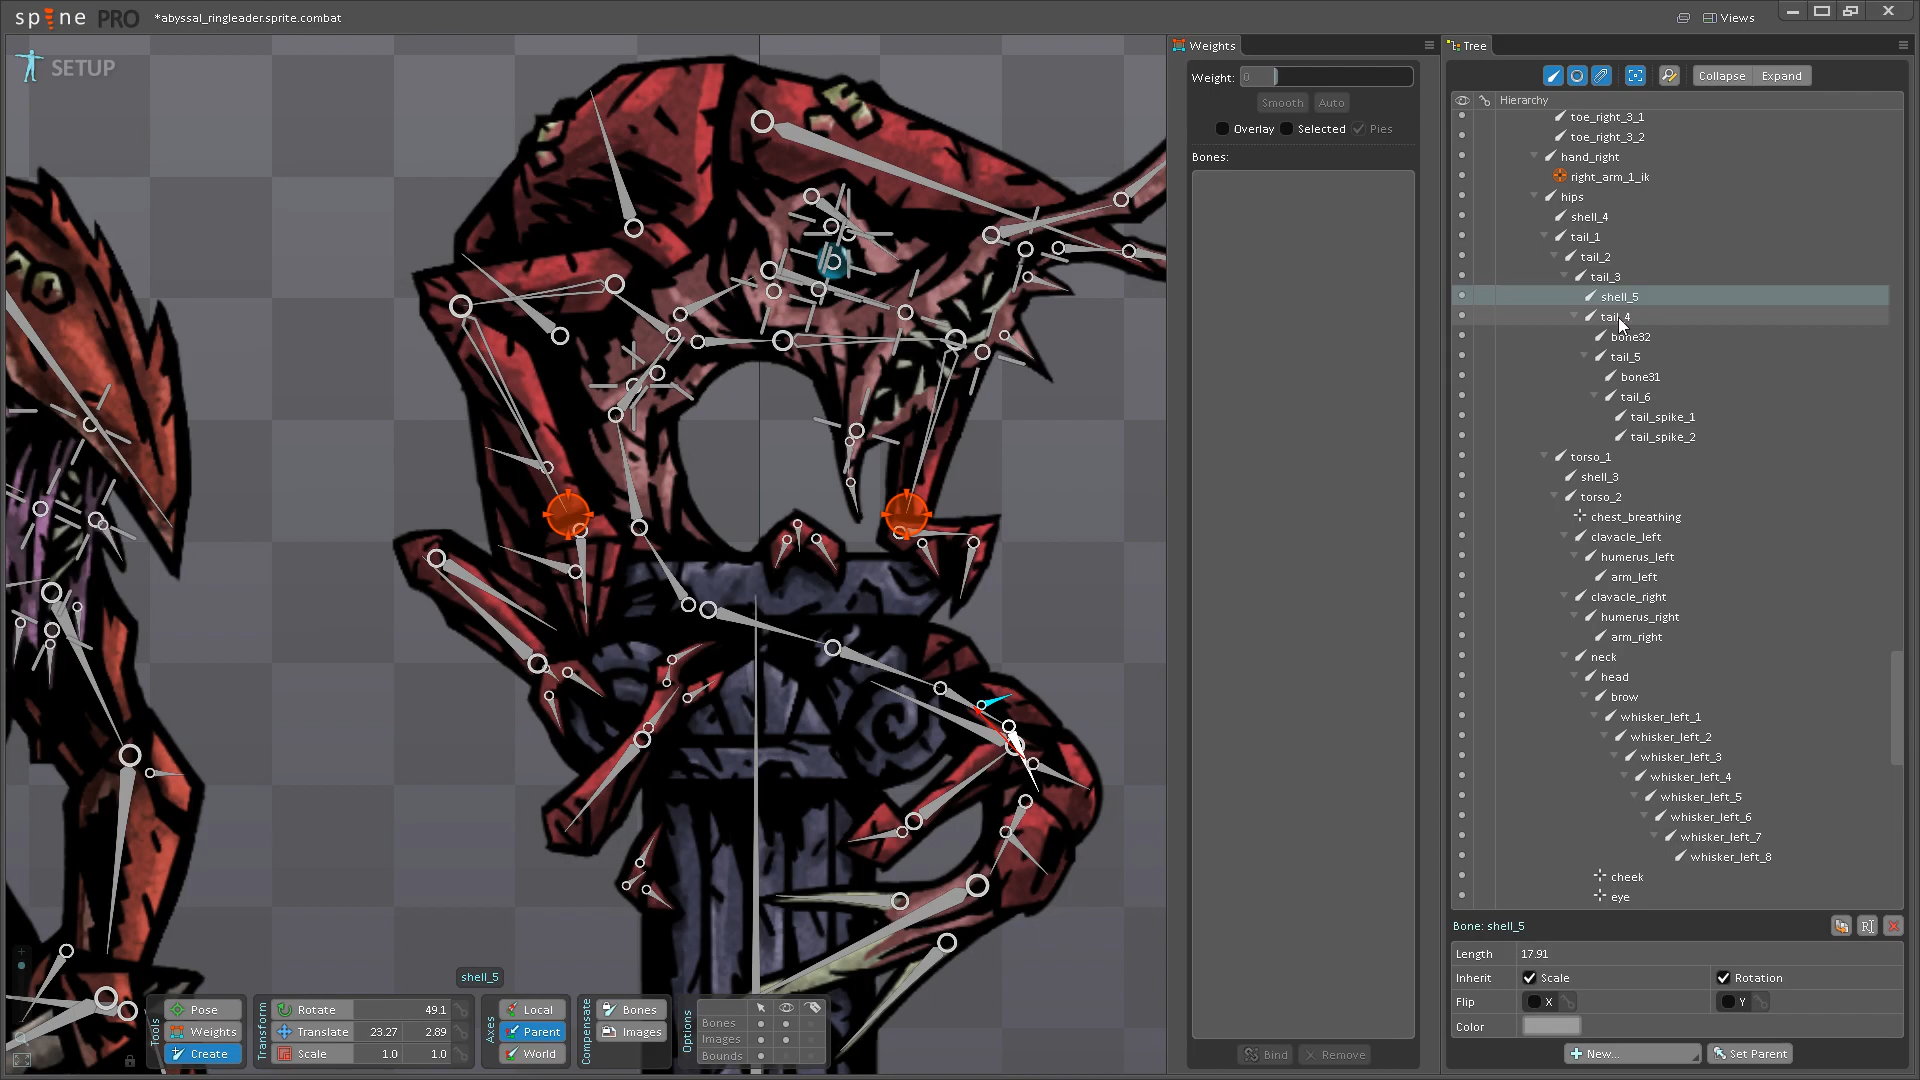 spine PRO
*abyssal_ringleader.sprite.combat
Views
SETUP
Weights
Weight: 0
Smooth Auto
Overlay Selected Pies
Bones:
Bind Remove
Tree
Collapse Expand
Hierarchy
toe_right_3_1
toe_right_3_2
hand_right
right_arm_1_ik
hips
shell_4
tail_1
tail_2
tail_3
shell_5
tail_4
bone32
tail_5
bone31
tail_6
tail_spike_1
tail_spike_2
torso_1
shell_3
torso_2
chest_breathing
clavacle_left
humerus_left
arm_left
clavacle_right
humerus_right
arm_right
neck
head
brow
whisker_left_1
whisker_left_2
whisker_left_3
whisker_left_4
whisker_left_5
whisker_left_6
whisker_left_7
whisker_left_8
cheek
eye
Bone: shell_5
Length 17.91
Inherit Scale Rotation
Flip X Y
Color
New... Set Parent
shell_5
Tools
Pose
Weights
Create
Transform
Rotate 49.1
Translate 23.27 2.89
Scale 1.0 1.0
Axes
Local
Parent
World
Compensate
Bones
Images
Options
Bones
Images
Bounds